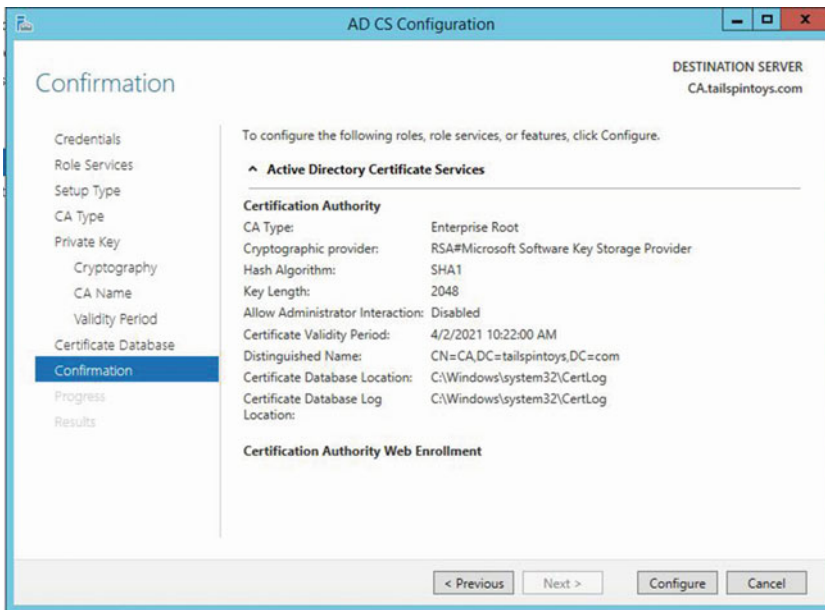 AD CS Configuration
Confirmation
DESTINATION SERVER
CA.tailspintoys.com
Credentials
Role Services
Setup Type
CA Type
Private Key
Cryptography
CA Name
Validity Period
Certificate Database
Confirmation
Progress
Results
To configure the following roles, role services, or features, click Configure.
Active Directory Certificate Services
Certification Authority
CA Type: Enterprise Root
Cryptographic provider: RSA#Microsoft Software Key Storage Provider
Hash Algorithm: SHA1
Key Length: 2048
Allow Administrator Interaction: Disabled
Certificate Validity Period: 4/2/2021 10:22:00 AM
Distinguished Name: CN=CA,DC=tailspintoys,DC=com
Certificate Database Location: C:\Windows\system32\CertLog
Certificate Database Log C:\Windows\system32\CertLog
Location:
Certification Authority Web Enrollment
< Previous Next > Configure Cancel